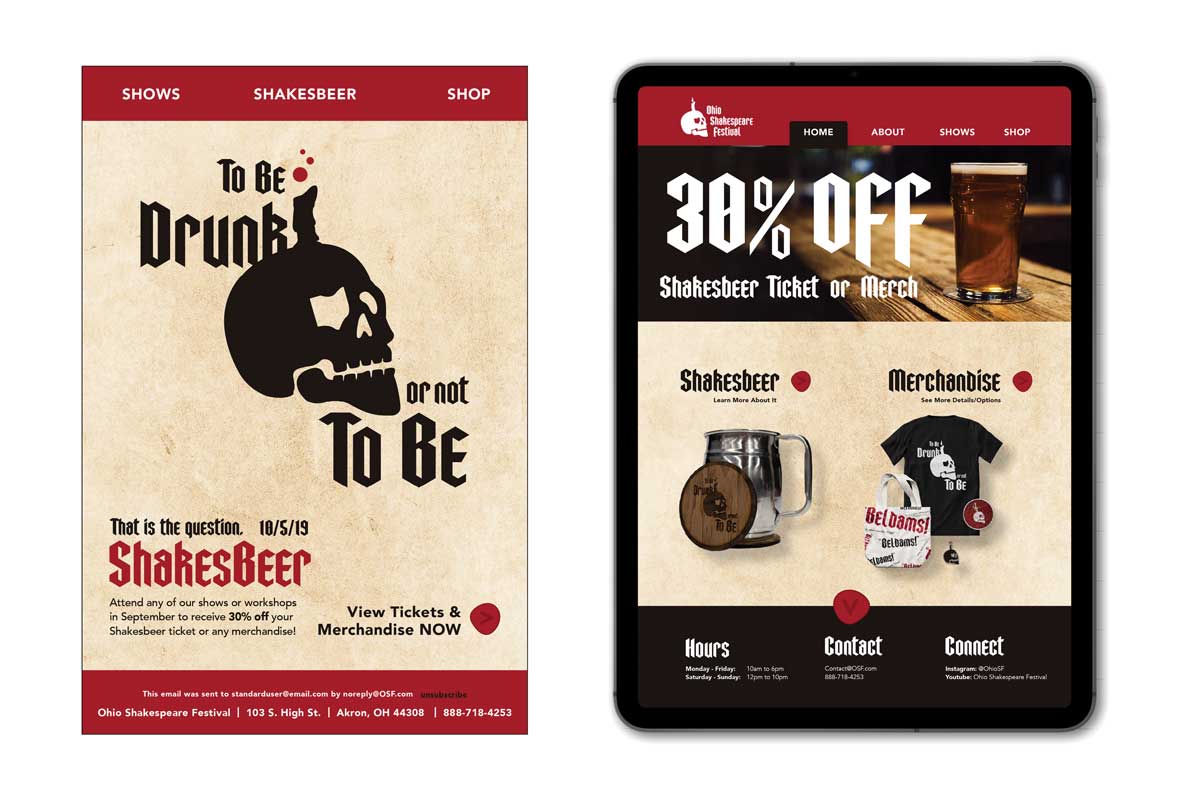 SHOWS SHAKESBEER SHOP
To Be
Drunk
or not
To Be
That is the question. 10/5/19
ShakesBeer
Attend any of our shows or workshops
in September to receive 30% off your
Shakesbeer ticket or any merchandise!
View Tickets &
Merchandise NOW
>
This email was sent to standarduser@email.com by noreply@OSF.com unsubscribe
Ohio Shakespeare Festival | 103 S. High St. | Akron, OH 44308 | 888-718-4253
Ohio
Shakespeare
Festival
HOME ABOUT SHOWS SHOP
30% OFF
Shakesbeer Ticket or Merch
Shakesbeer >
Learn More About It
Merchandise >
See More Details/Options
To Be
Drunk
or not
To Be
To Be
Drunk
or not
To Be
Beldams!
"Beldams!"
Beldams!
V
Hours
Monday - Friday: 10am to 6pm
Saturday - Sunday: 12pm to 10pm
Contact
Contact@OSF.com
888-718-4253
Connect
Instagram: @OhioSF
Youtube: Ohio Shakespeare Festival